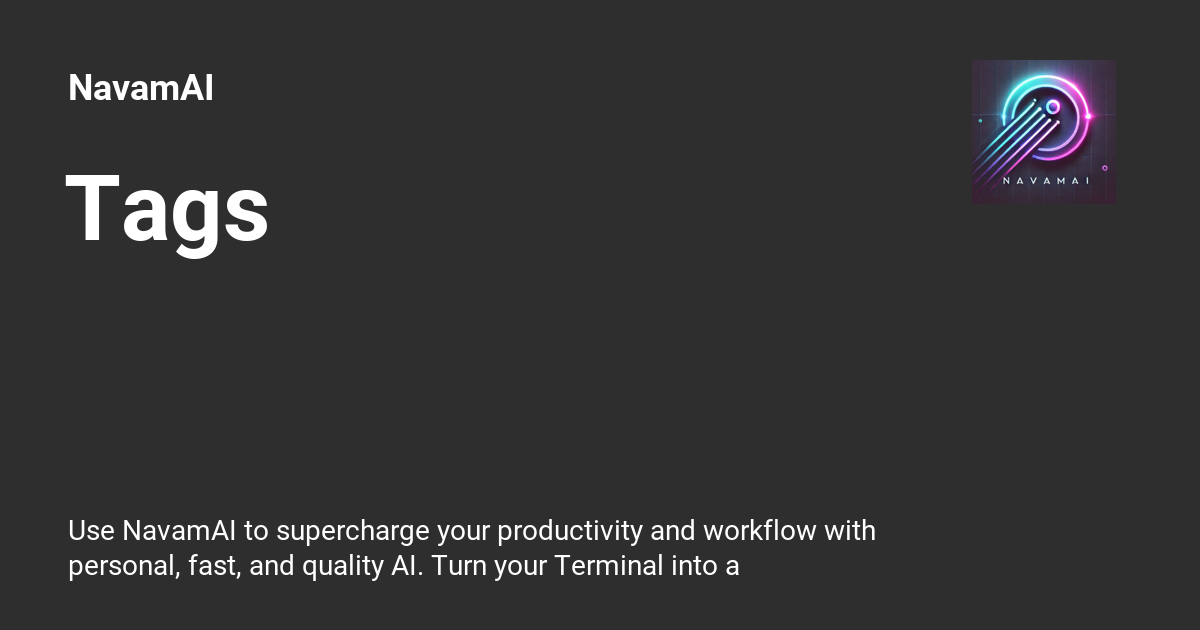 NavamAI
NAVAMAI
Tags
Use NavamAI to supercharge your productivity and workflow with
personal, fast, and quality AI. Turn your Terminal into a